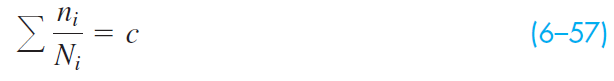 ∑ nᵢ/Nᵢ = c (6–57)